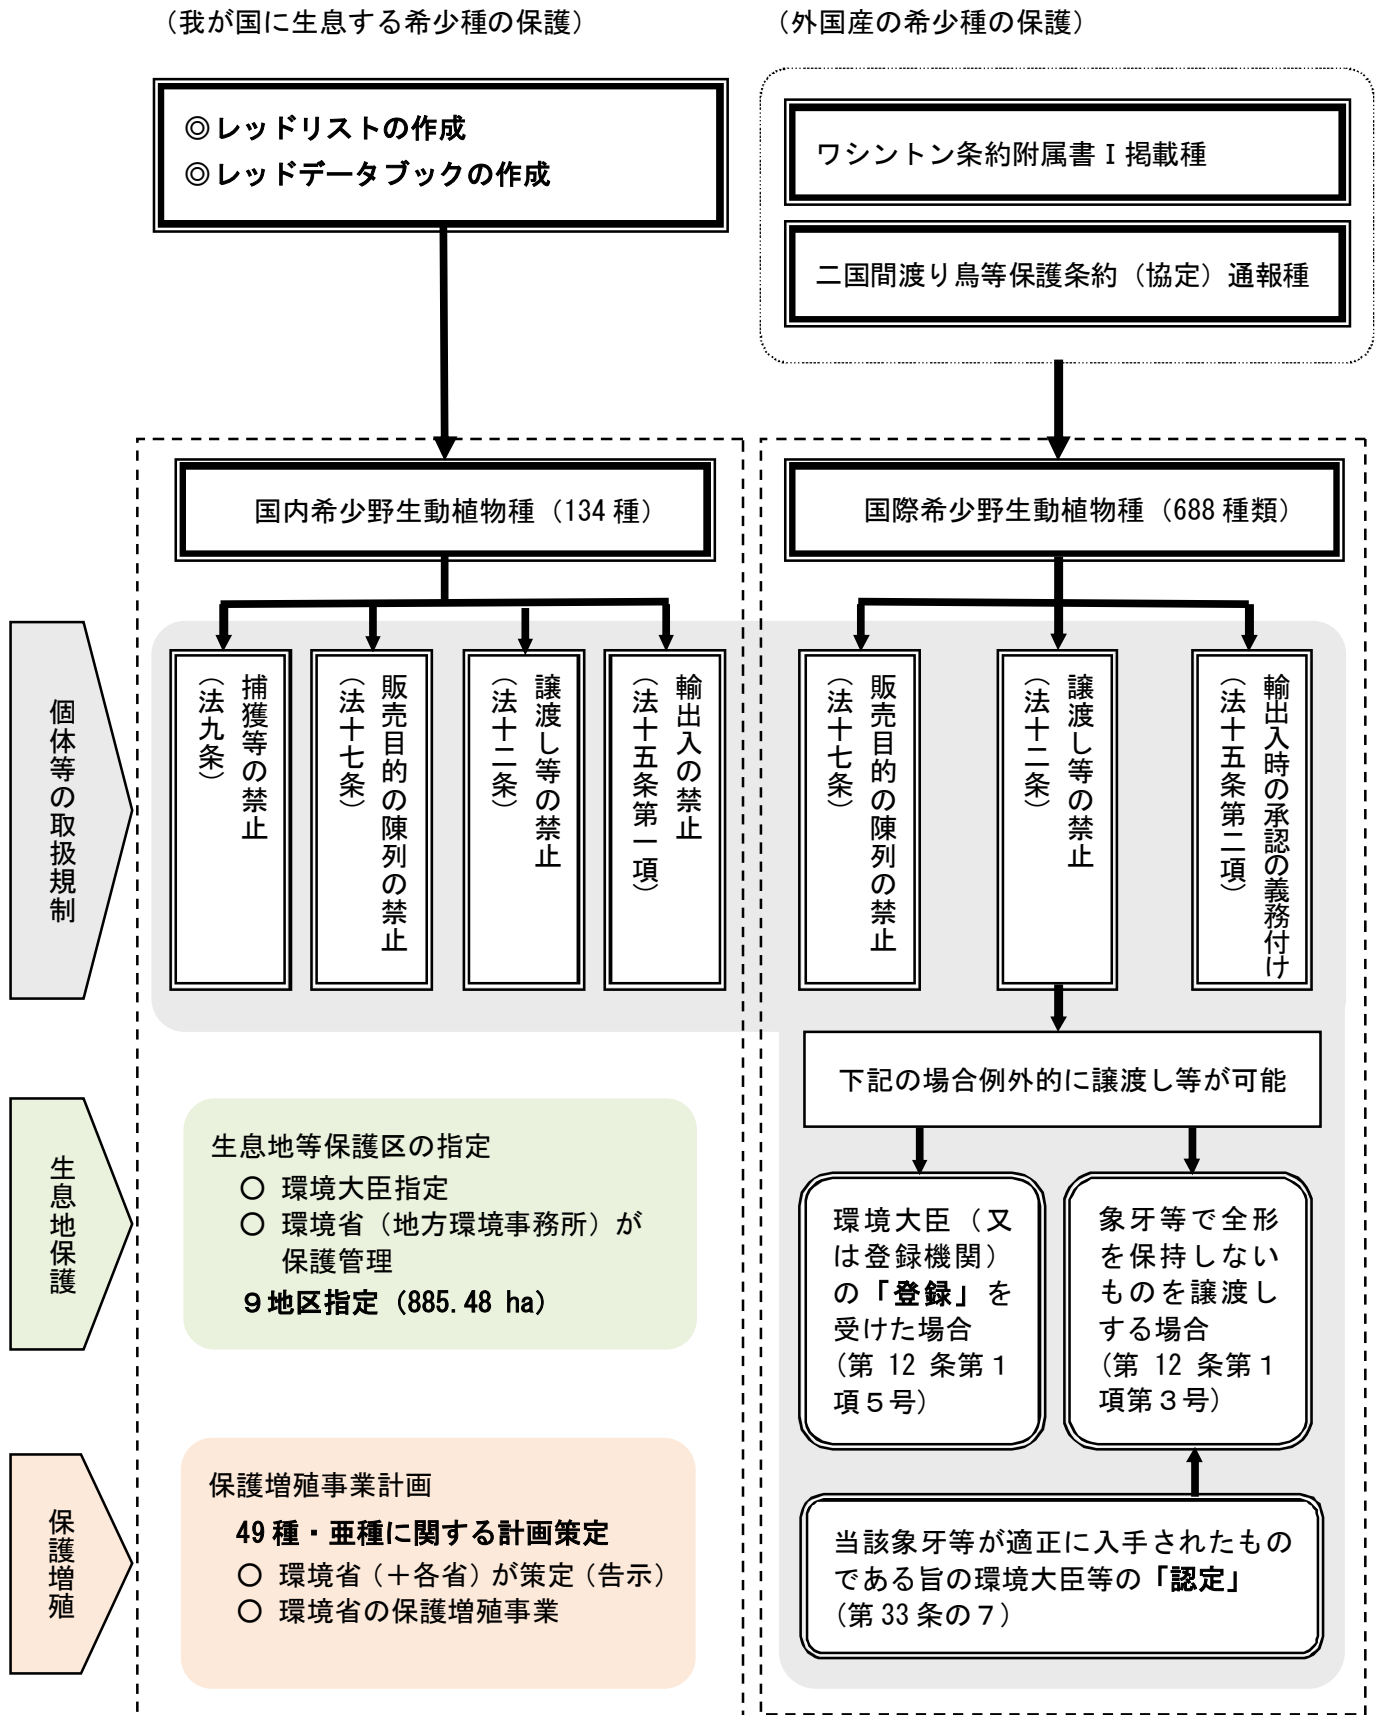 （我が国に生息する希少種の保護）
（外国産の希少種の保護）
◎レッドリストの作成
◎レッドデータブックの作成
ワシントン条約附属書Ⅰ掲載種
二国間渡り鳥等保護条約（協定）通報種
国内希少野生動植物種（134種）
国際希少野生動植物種（688種類）
個体等の取扱規制
捕獲等の禁止
（法九条）
販売目的の陳列の禁止
（法十七条）
譲渡し等の禁止
（法十二条）
輸出入の禁止
（法十五条第一項）
販売目的の陳列の禁止
（法十七条）
譲渡し等の禁止
（法十二条）
輸出入時の承認の義務付け
（法十五条第二項）
下記の場合例外的に譲渡し等が可能
生息地保護
生息地等保護区の指定
○ 環境大臣指定
○ 環境省（地方環境事務所）が
保護管理
９地区指定（885.48 ha）
環境大臣（又
は登録機関）
の「登録」を
受けた場合
(第 12 条第１
項５号)
象牙等で全形
を保持しない
ものを譲渡し
する場合
(第 12 条第１
項第３号)
保護増殖
保護増殖事業計画
49種・亜種に関する計画策定
○ 環境省（＋各省）が策定（告示）
○ 環境省の保護増殖事業
当該象牙等が適正に入手されたもの
である旨の環境大臣等の「認定」
(第33条の７)